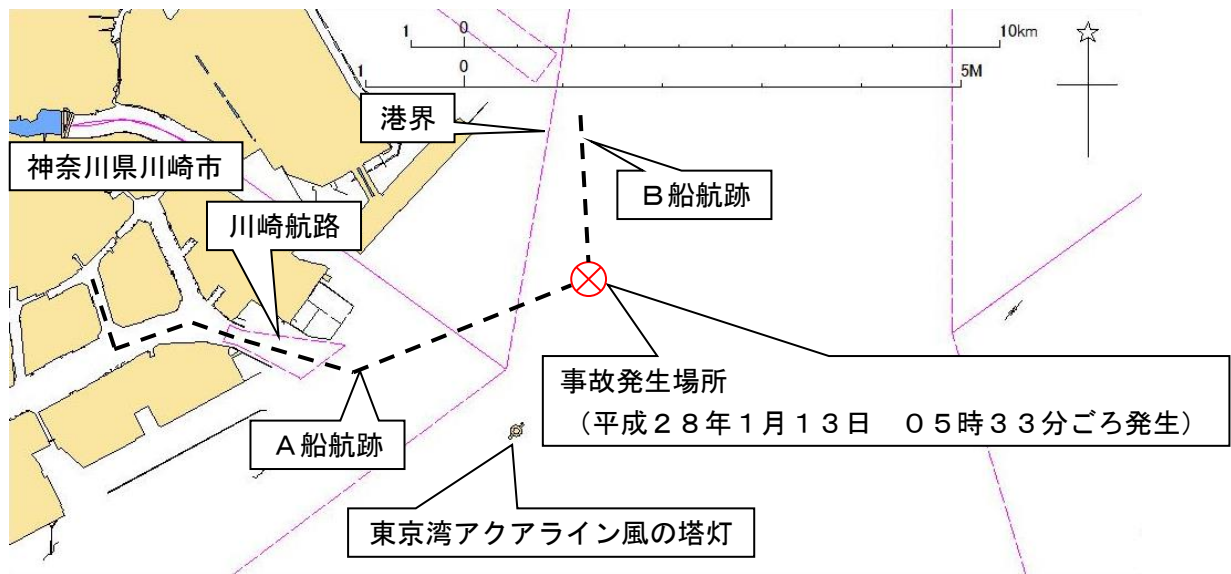 1 0 10km
1 0 5M
港界
神奈川県川崎市
B船航跡
川崎航路
事故発生場所
（平成２８年１月１３日　０５時３３分ごろ発生）
A船航跡
東京湾アクアライン風の塔灯